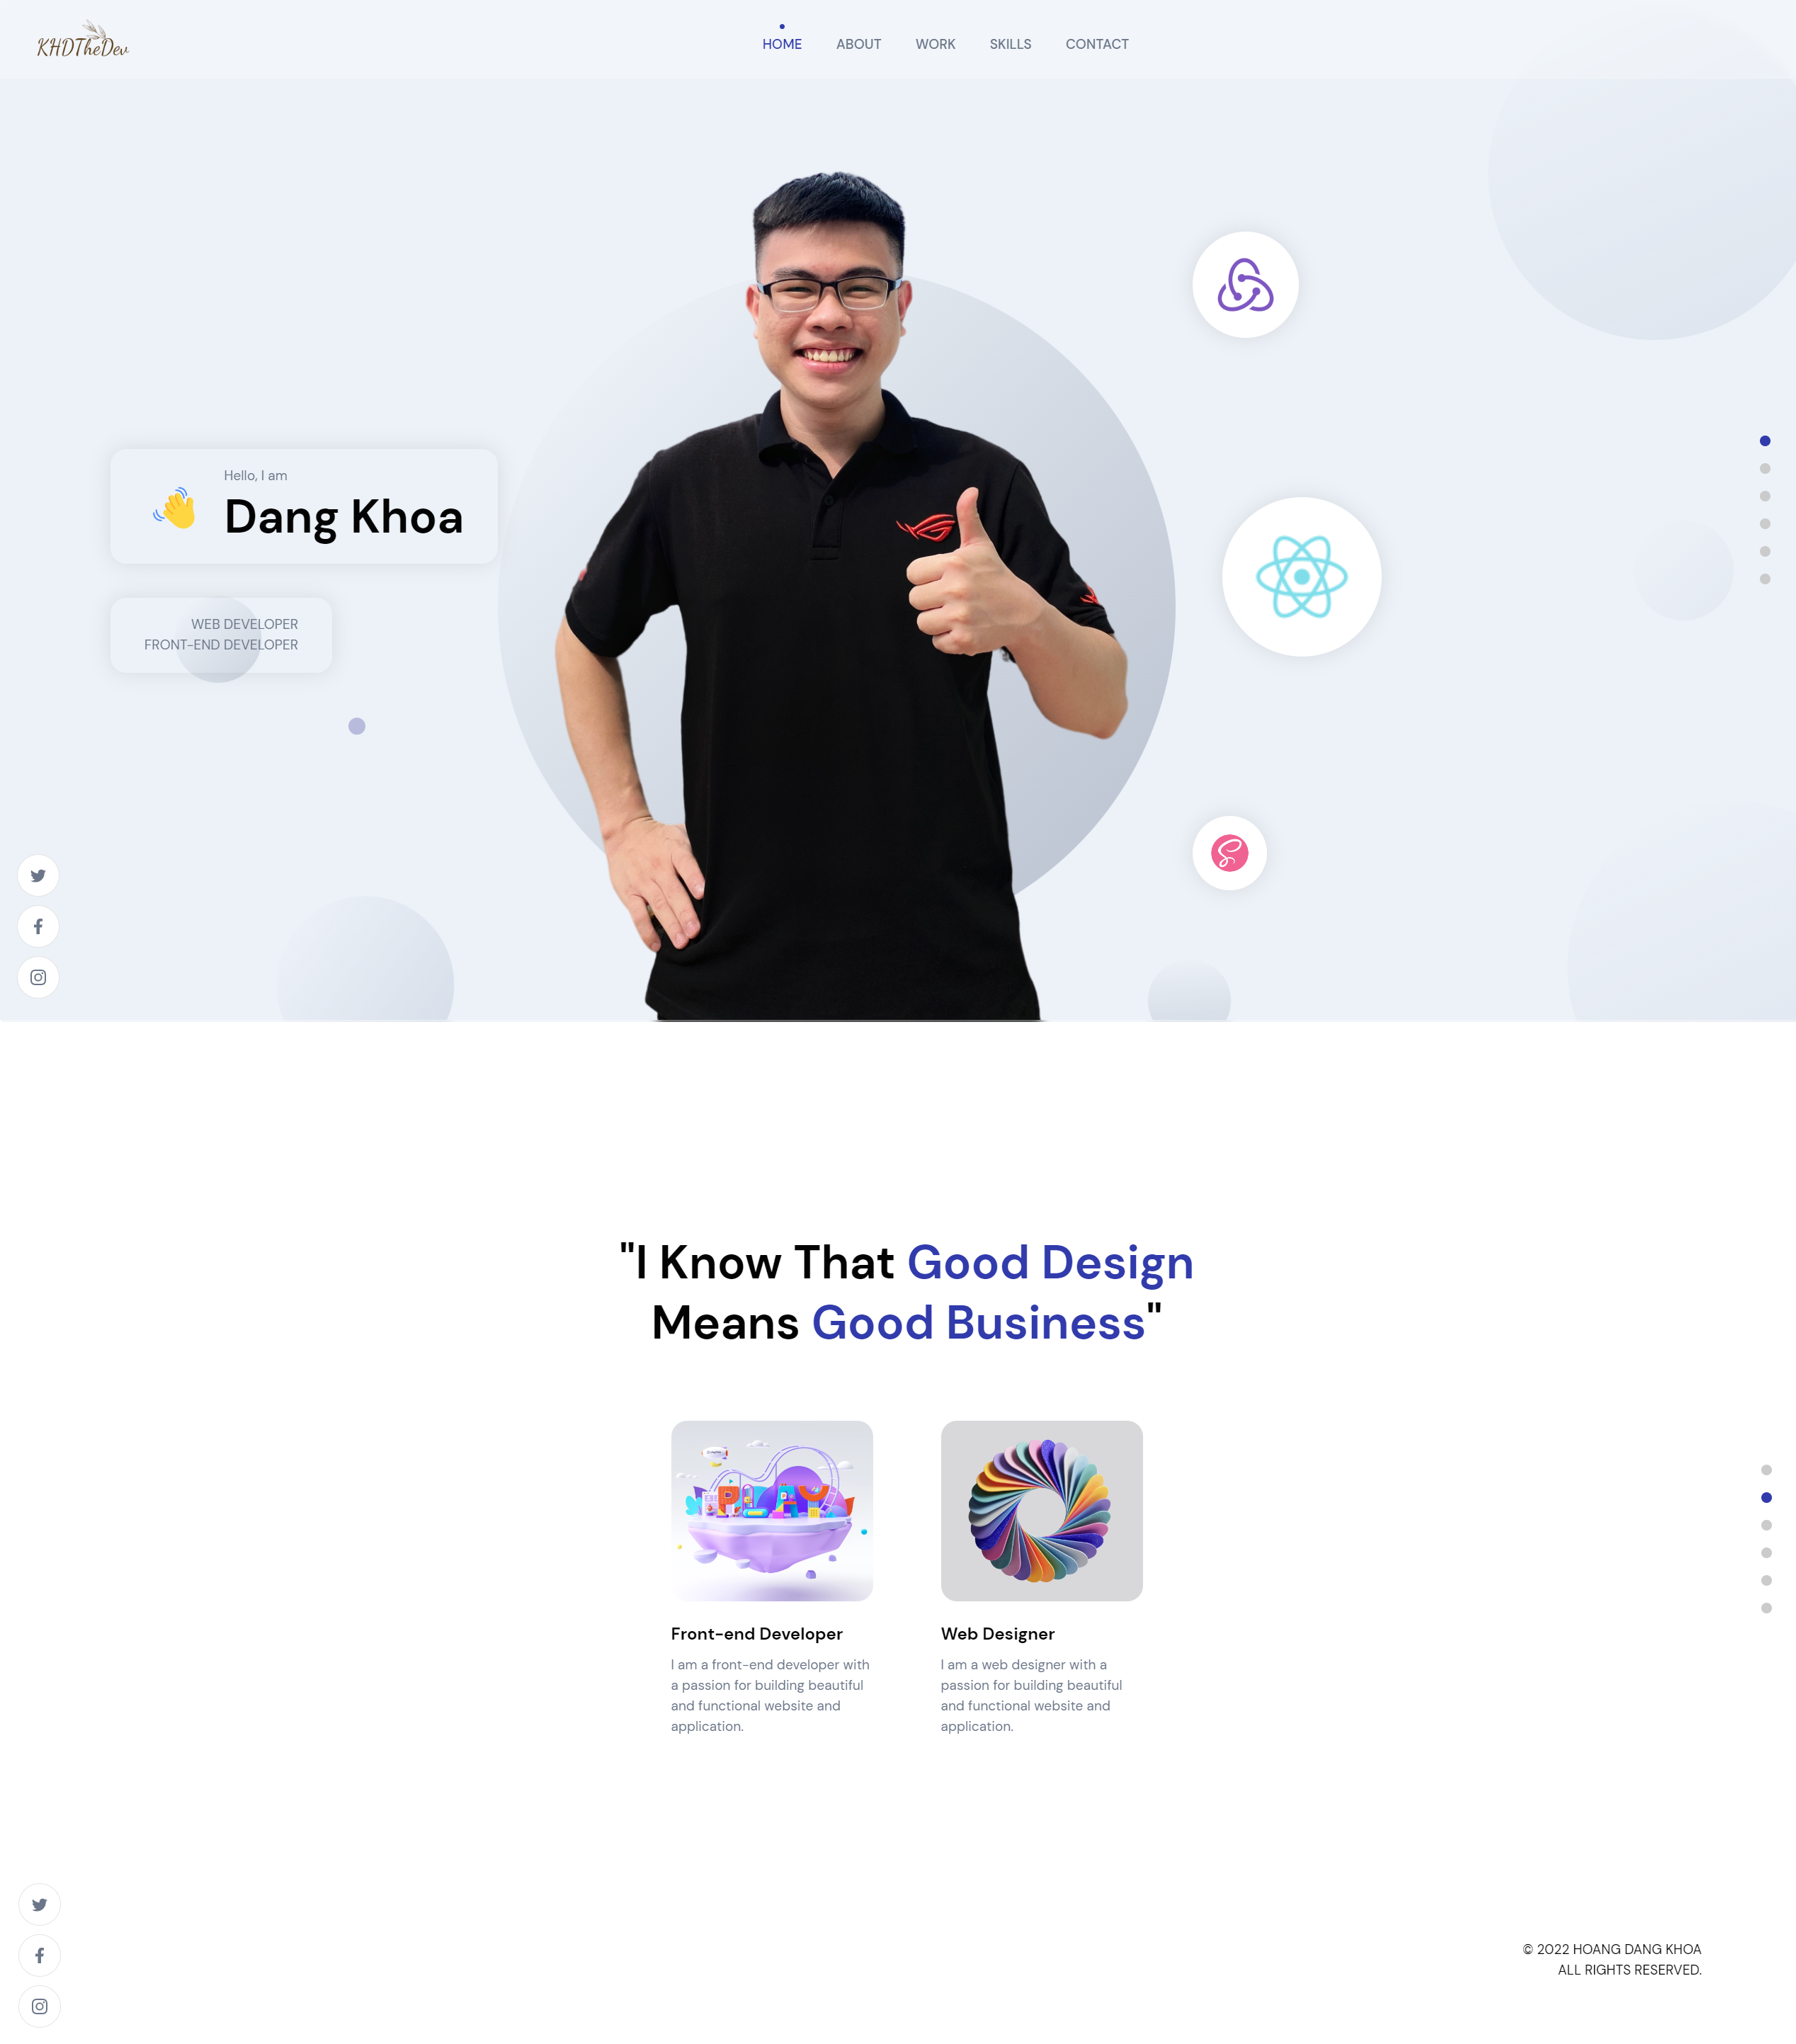 KHDTheDev
HOME ABOUT WORK SKILLS CONTACT
Hello, I am
Dang Khoa
WEB DEVELOPER
FRONT-END DEVELOPER
"I Know That Good Design
Means Good Business"
PLAY
Front-end Developer
I am a front-end developer with
a passion for building beautiful
and functional website and
application.
Web Designer
I am a web designer with a
passion for building beautiful
and functional website and
application.
© 2022 HOANG DANG KHOA
ALL RIGHTS RESERVED.